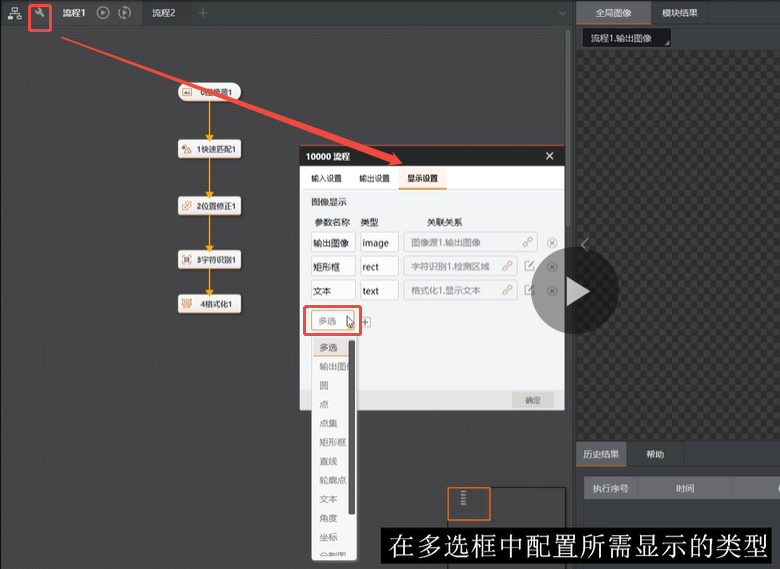 流程1
流程2
全局图像
模块结果
流程1.输出图像
0图像源1
1快速匹配1
2位置修正1
3字符识别1
4格式化1
10000 流程
输入设置
输出设置
显示设置
图像显示
参数名称
类型
关联关系
输出图像
image
图像源1.输出图像
矩形框
rect
字符识别1.检测区域
文本
text
格式化1.显示文本
多选
多选
输出图
圆
点
点集
矩形框
直线
轮廓点
文本
角度
坐标
确定
历史结果
帮助
执行序号
时间
在多选框中配置所需显示的类型